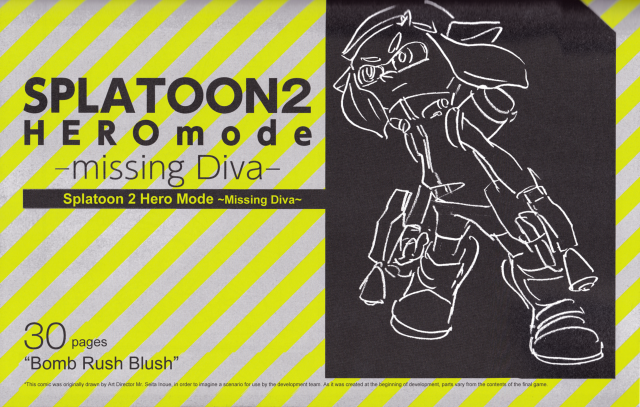 SPLATOON2
HEROmode
–missing Diva–
Splatoon 2 Hero Mode ~Missing Diva~
30 pages
“Bomb Rush Blush”
*This comic was originally drawn by Art Director Mr. Seita Inoue, in order to imagine a scenario for use by the development team. As it was created at the beginning of development, parts vary from the contents of the final game.